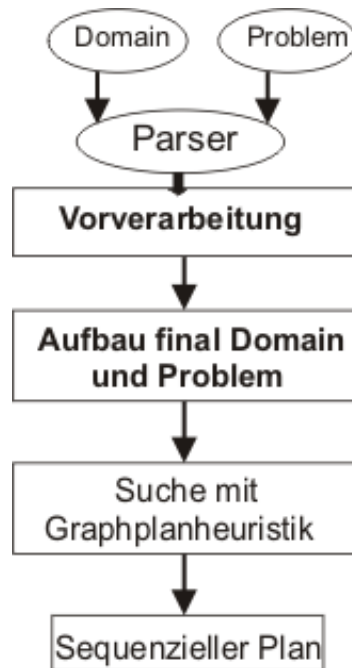 Domain
Problem
Parser
Vorverarbeitung
Aufbau final Domain
und Problem
Suche mit
Graphplanheuristik
Sequenzieller Plan